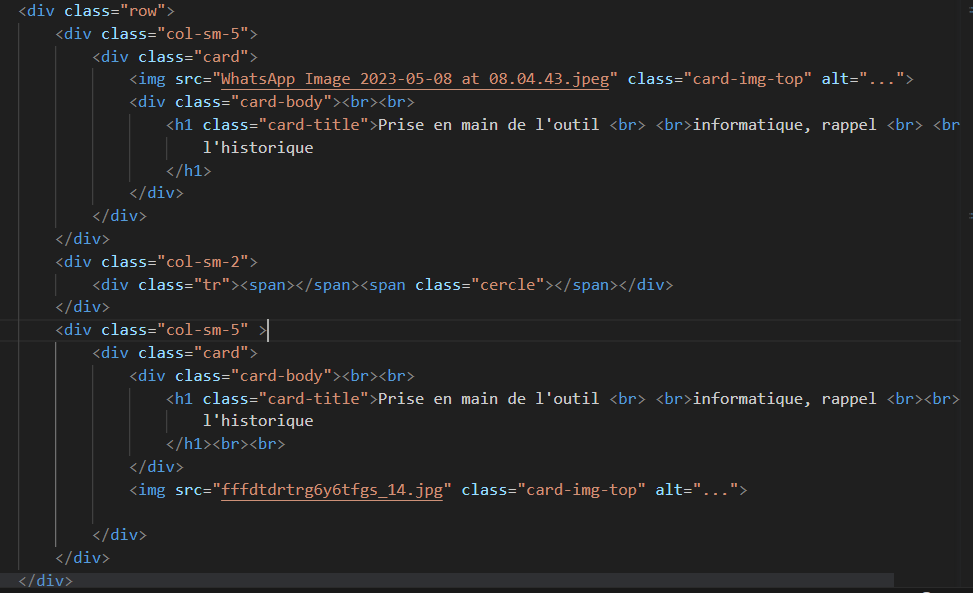 <div class="row">
<div class="col-sm-5">
<div class="card">
<img src="WhatsApp Image 2023-05-08 at 08.04.43.jpeg" class="card-img-top" alt="...">
<div class="card-body"><br><br>
<h1 class="card-title">Prise en main de l'outil <br> <br>informatique, rappel <br> <br
l'historique
</h1>
</div>
</div>
</div>
<div class="col-sm-2">
<div class="tr"><span></span><span class="cercle"></span></div>
</div>
<div class="col-sm-5" >
<div class="card">
<div class="card-body"><br><br>
<h1 class="card-title">Prise en main de l'outil <br> <br>informatique, rappel <br><br>
l'historique
</h1><br><br>
</div>
<img src="fffdtdrtrg6y6tfgs_14.jpg" class="card-img-top" alt="...">
</div>
</div>
</div>